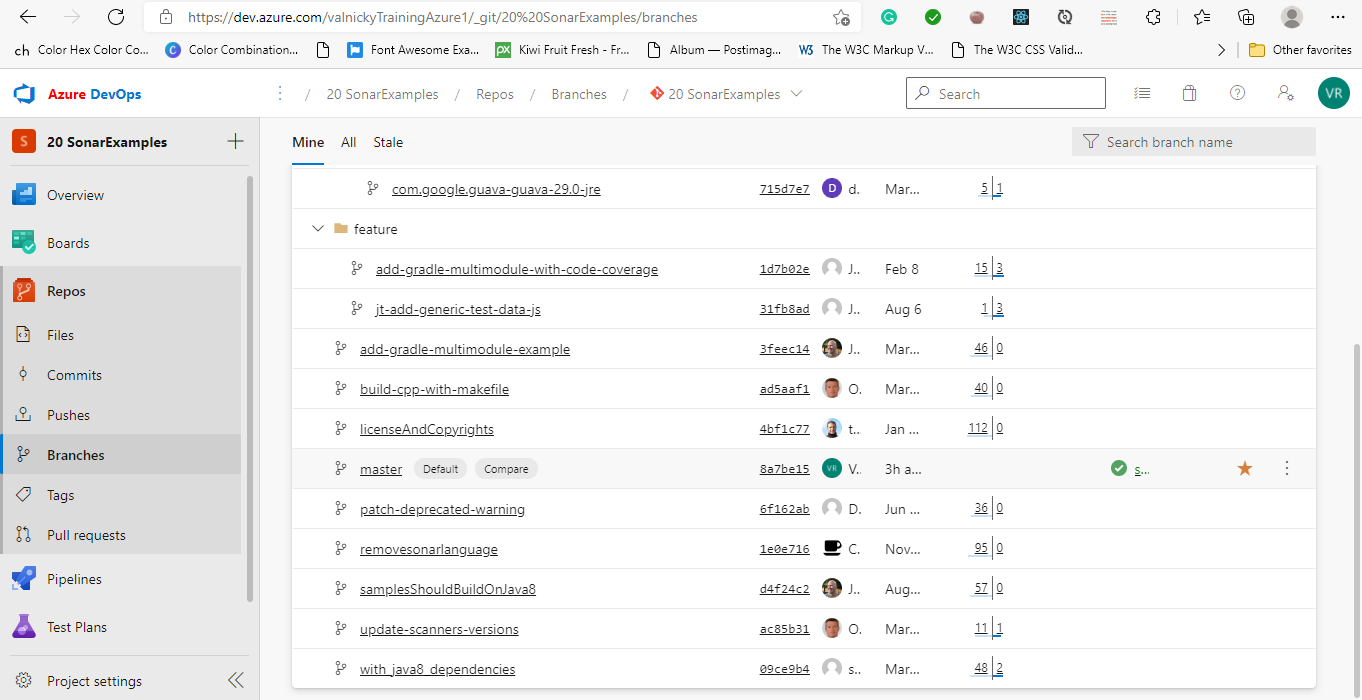 https://dev.azure.com/valnickyTrainingAzure1/_git/20%20SonarExamples/branches
ch Color Hex Color Co... C Color Combination... Font Awesome Exa... px Kiwi Fruit Fresh - Fr... Album — Postimag... W3 The W3C Markup V... The W3C CSS Valid... Other favorites
Azure DevOps / 20 SonarExamples / Repos / Branches / 20 SonarExamples Search VR
S 20 SonarExamples
Overview
Boards
Repos
Files
Commits
Pushes
Branches
Tags
Pull requests
Pipelines
Test Plans
Project settings
Mine All Stale Search branch name
com.google.guava-guava-29.0-jre 715d7e7 D d. Mar... 5 1
feature
add-gradle-multimodule-with-code-coverage 1d7b02e J.. Feb 8 15 3
jt-add-generic-test-data-js 31fb8ad J.. Aug 6 1 3
add-gradle-multimodule-example 3feec14 J.. Mar... 46 0
build-cpp-with-makefile ad5aaf1 O. Mar... 40 0
licenseAndCopyrights 4bf1c77 t... Jan ... 112 0
master Default Compare 8a7be15 VR V.. 3h a... s...
patch-deprecated-warning 6f162ab D. Jun ... 36 0
removesonarlanguage 1e0e716 C. Nov... 95 0
samplesShouldBuildOnJava8 d4f24c2 J.. Aug... 57 0
update-scanners-versions ac85b31 O. Mar... 11 1
with_java8_dependencies 09ce9b4 s.. Mar... 48 2